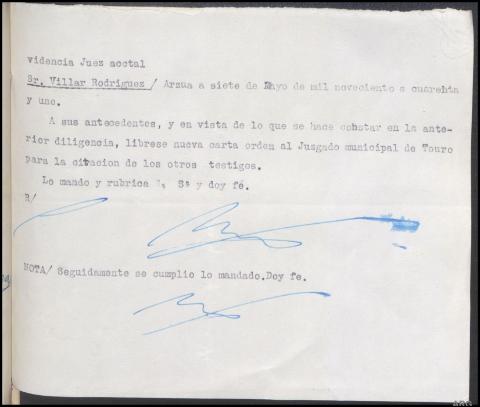 videncia Juez acctal
Sr. Villar Rodriguez / Arzua a siete de Mayo de mil noveciento s cuarenta
y uno.
A sus antecedentes, y en vista de lo que se hace constar en la ante-
rior diligencia, librese nueva carta orden al Juzgado municipal de Touro
para la citacion de los otros testigos.
Lo mando y rubrica Sª y doy fé.
R/
NOTA/ Seguidamente se cumplio lo mandado.Doy fe.